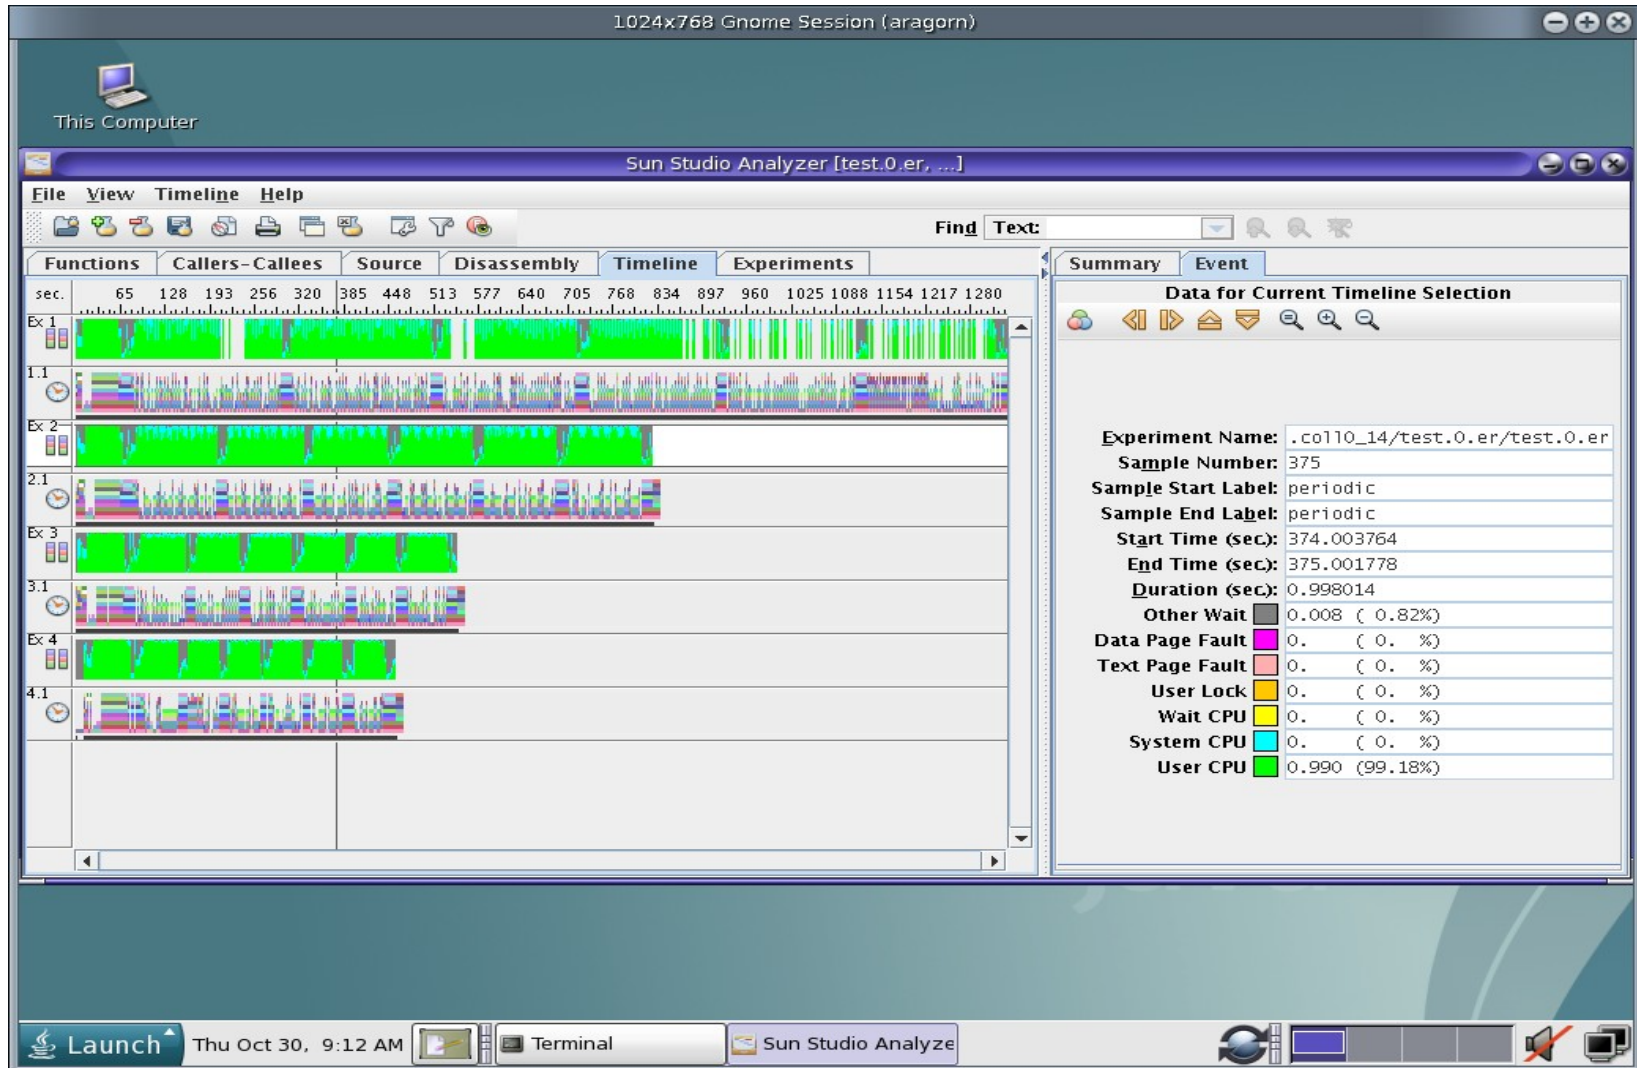 1024x768 Gnome Session (aragorn)
This Computer
Sun Studio Analyzer [test.0.er, ...]
File View Timeline Help
Find Text:
Functions Callers-Callees Source Disassembly Timeline Experiments
Summary Event
sec. 65 128 193 256 320 385 448 513 577 640 705 768 834 897 960 1025 1088 1154 1217 1280
Data for Current Timeline Selection
Ex 1
1.1
Ex 2
2.1
Ex 3
3.1
Ex 4
4.1
Experiment Name: .coll0_14/test.0.er/test.0.er
Sample Number: 375
Sample Start Label: periodic
Sample End Label: periodic
Start Time (sec.): 374.003764
End Time (sec.): 375.001778
Duration (sec.): 0.998014
Other Wait 0.008 ( 0.82%)
Data Page Fault 0. ( 0. %)
Text Page Fault 0. ( 0. %)
User Lock 0. ( 0. %)
Wait CPU 0. ( 0. %)
System CPU 0. ( 0. %)
User CPU 0.990 (99.18%)
Launch Thu Oct 30, 9:12 AM Terminal Sun Studio Analyze